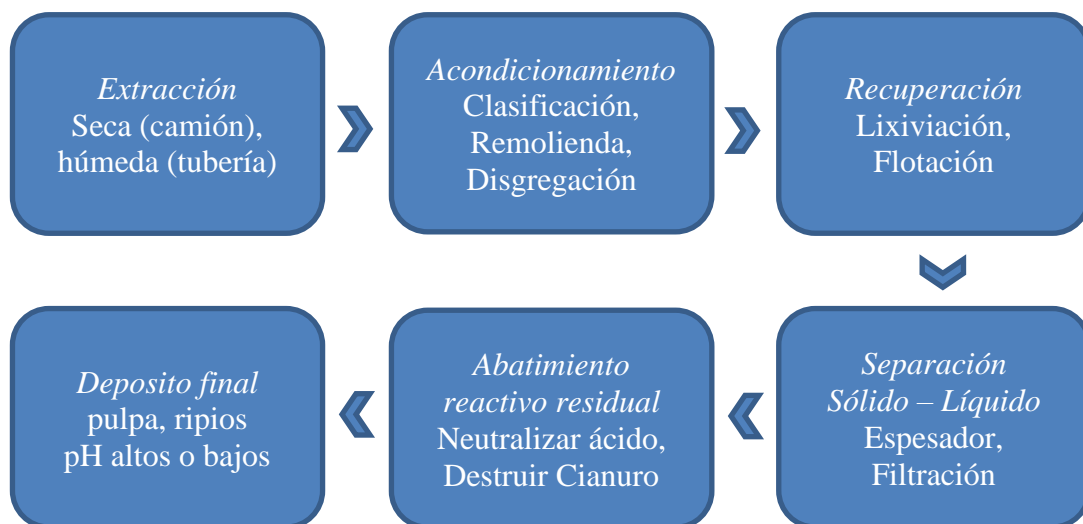 Extracción
Seca (camión),
húmeda (tubería)
Acondicionamiento
Clasificación,
Remolienda,
Disgregación
Recuperación
Lixiviación,
Flotación
Separación
Sólido – Líquido
Espesador,
Filtración
Abatimiento
reactivo residual
Neutralizar ácido,
Destruir Cianuro
Deposito final
pulpa, ripios
pH altos o bajos